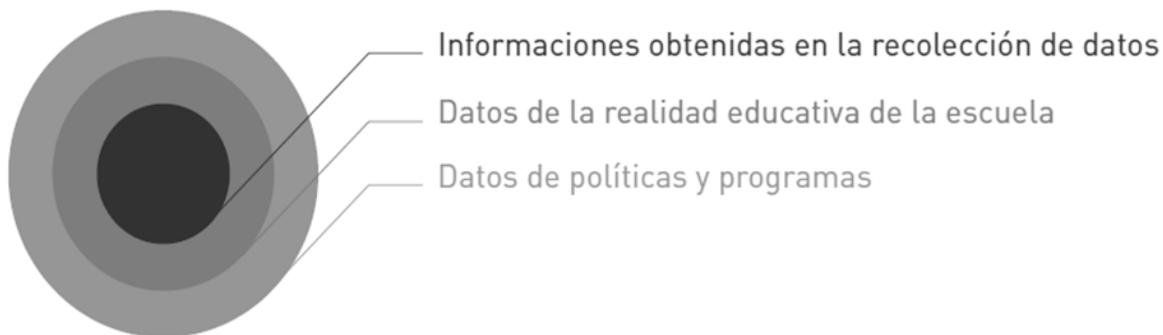 Informaciones obtenidas en la recolección de datos
Datos de la realidad educativa de la escuela
Datos de políticas y programas